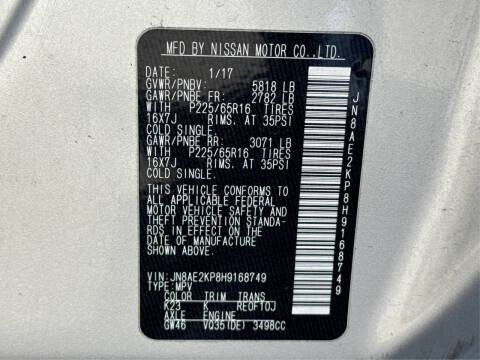 MFD BY NISSAN MOTOR CO.,LTD.
DATE: 1/17
GVWR/PNBV: 5818 LB
GAWR/PNBE FR: 2782 LB
WITH P225/65R16 TIRES
16X7J RIMS. AT 35PSI
COLD SINGLE.
GAWR/PNBE RR: 3071 LB
WITH P225/65R16 TIRES
16X7J RIMS. AT 35PSI
COLD SINGLE.
THIS VEHICLE CONFORMS TO
ALL APPLICABLE FEDERAL
MOTOR VEHICLE SAFETY AND
THEFT PREVENTION STANDA-
RDS IN EFFECT ON THE
DATE OF MANUFACTURE
SHOWN ABOVE.
VIN: JN8AE2KP8H9168749
TYPE: MPV
COLOR TRIM TRANS
K23 K RE0F10J
AXLE ENGINE
GW46 VQ35(DE) 3498CC
JN8AE2KP8H9168749